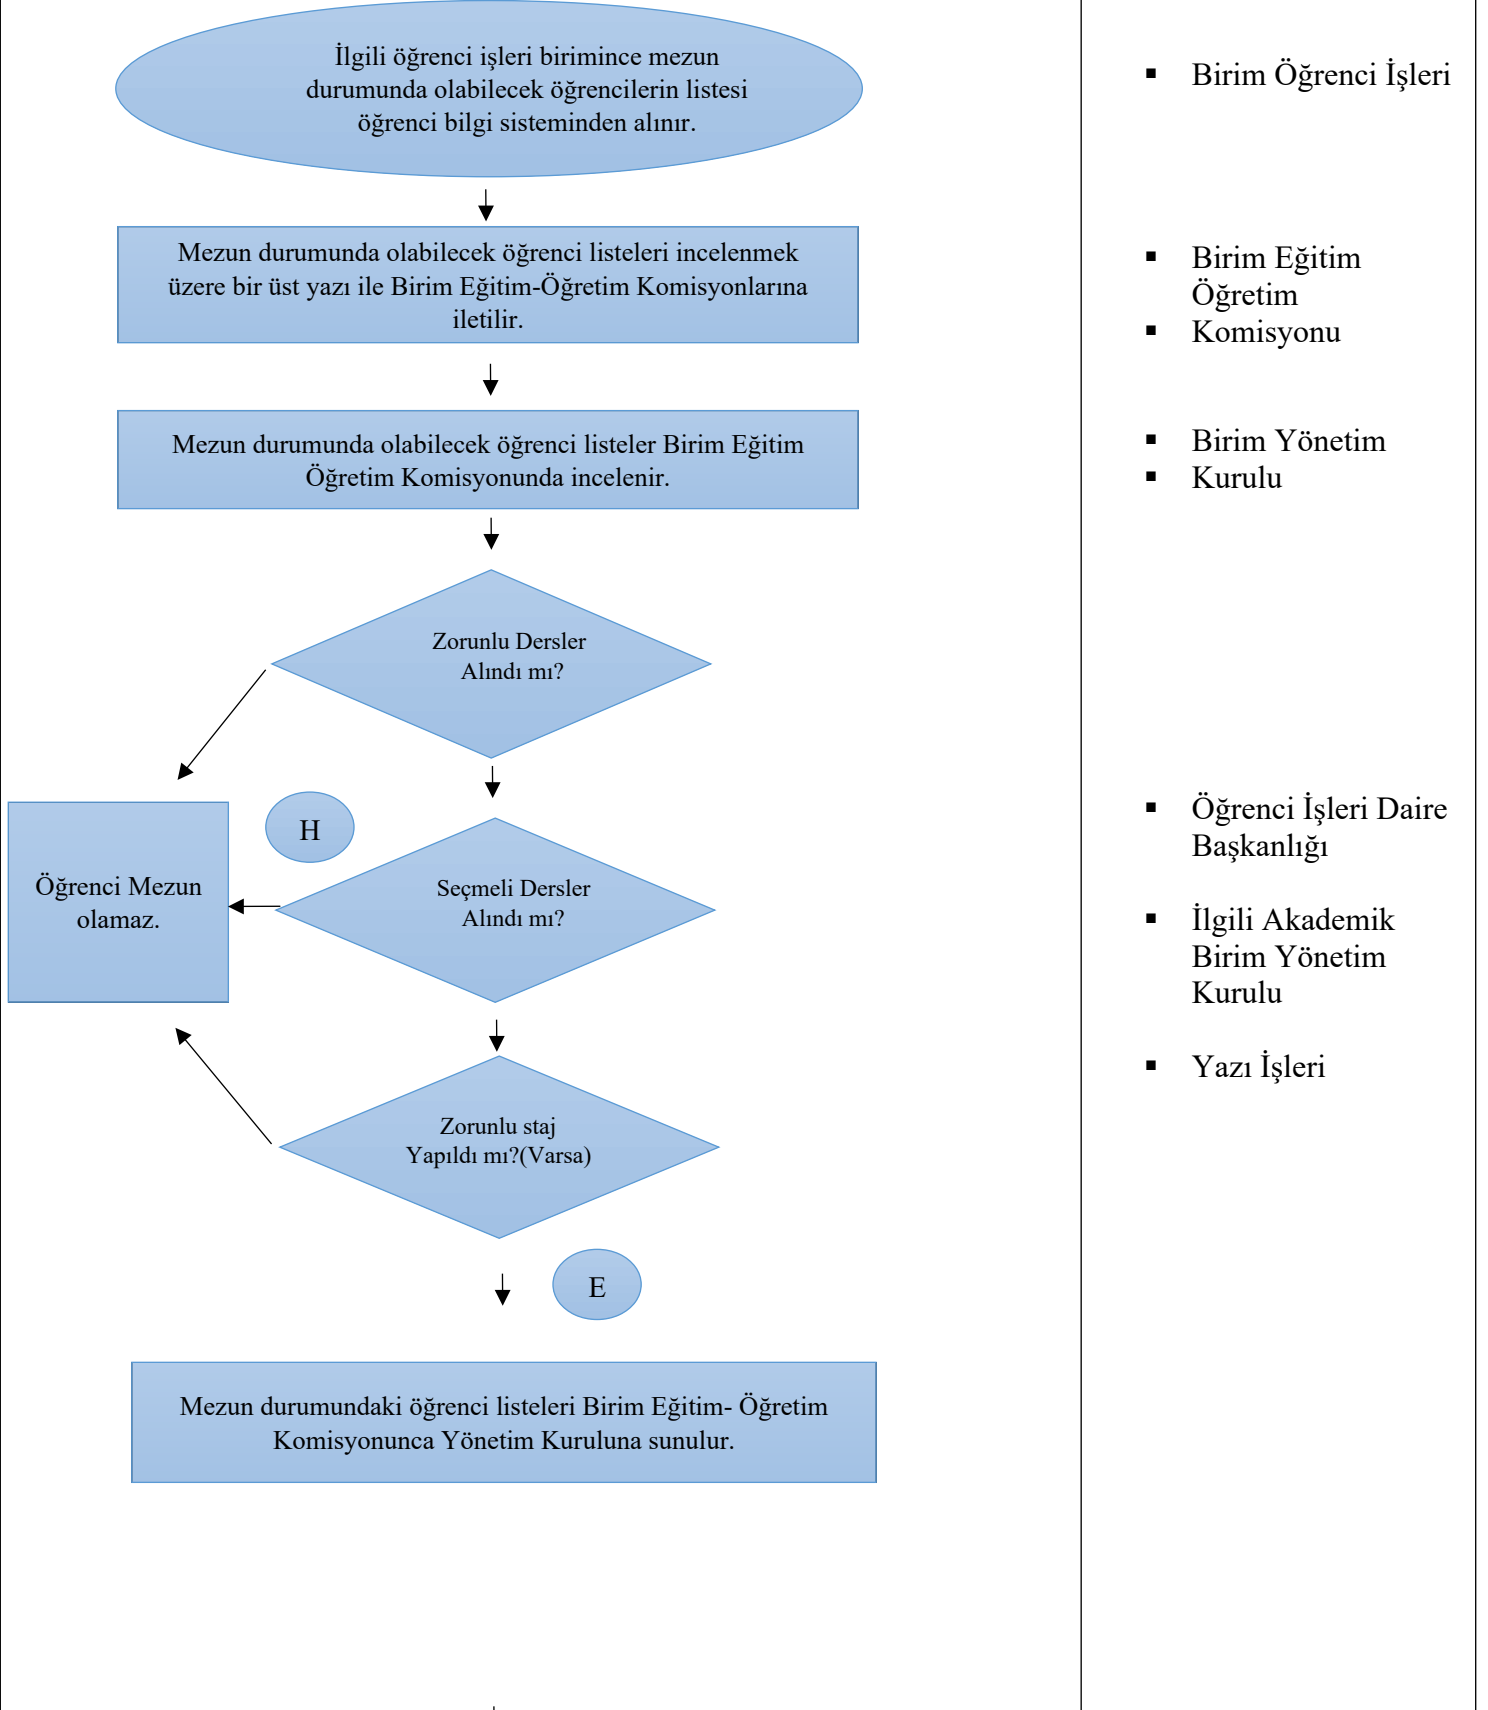 İlgili öğrenci işleri birimince mezun
durumunda olabilecek öğrencilerin listesi
öğrenci bilgi sisteminden alınır.
Mezun durumunda olabilecek öğrenci listeleri incelenmek
üzere bir üst yazı ile Birim Eğitim-Öğretim Komisyonlarına
iletilir.
Mezun durumunda olabilecek öğrenci listeler Birim Eğitim
Öğretim Komisyonunda incelenir.
Zorunlu Dersler
Alındı mı?
H
Öğrenci Mezun
olamaz.
Seçmeli Dersler
Alındı mı?
Zorunlu staj
Yapıldı mı?(Varsa)
E
Mezun durumundaki öğrenci listeleri Birim Eğitim- Öğretim
Komisyonunca Yönetim Kuruluna sunulur.
▪ Birim Öğrenci İşleri
▪ Birim Eğitim
Öğretim
▪ Komisyonu
▪ Birim Yönetim
▪ Kurulu
▪ Öğrenci İşleri Daire
Başkanlığı
▪ İlgili Akademik
Birim Yönetim
Kurulu
▪ Yazı İşleri